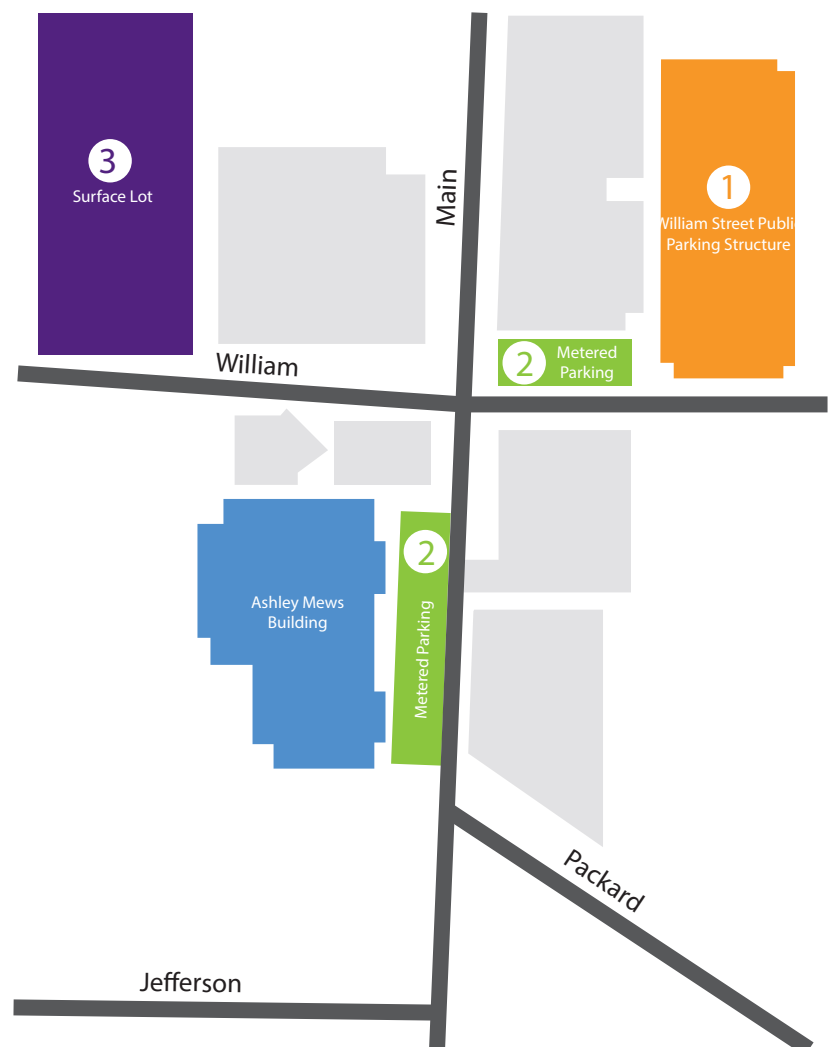 3
Surface Lot
Main
1
William Street Publi
Parking Structure
William
2
Metered
Parking
2
Metered Parking
Ashley Mews
Building
Packard
Jefferson